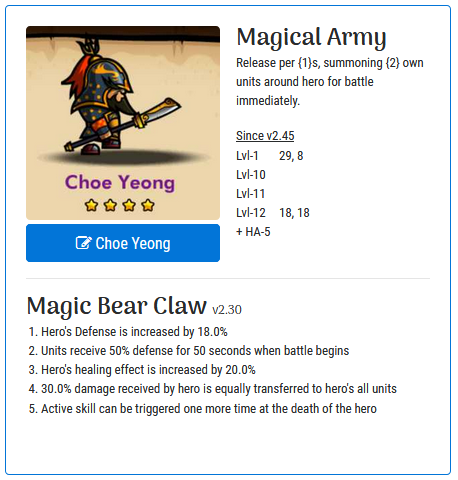 Choe Yeong
Choe Yeong
Magical Army
Release per {1}s, summoning {2} own
units around hero for battle
immediately.
Since v2.45
Lvl-1 29, 8
Lvl-10
Lvl-11
Lvl-12 18, 18
+ HA-5
Magic Bear Claw v2.30
1. Hero's Defense is increased by 18.0%
2. Units receive 50% defense for 50 seconds when battle begins
3. Hero's healing effect is increased by 20.0%
4. 30.0% damage received by hero is equally transferred to hero's all units
5. Active skill can be triggered one more time at the death of the hero